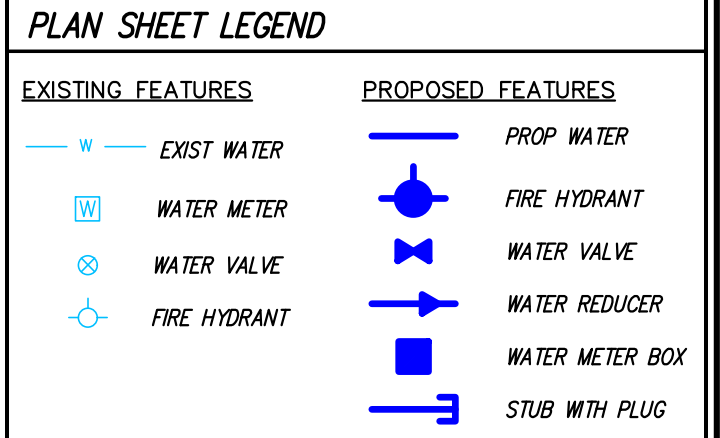 PLAN SHEET LEGEND
EXISTING FEATURES
W EXIST WATER
W WATER METER
WATER VALVE
FIRE HYDRANT
PROPOSED FEATURES
PROP WATER
FIRE HYDRANT
WATER VALVE
WATER REDUCER
WATER METER BOX
STUB WITH PLUG